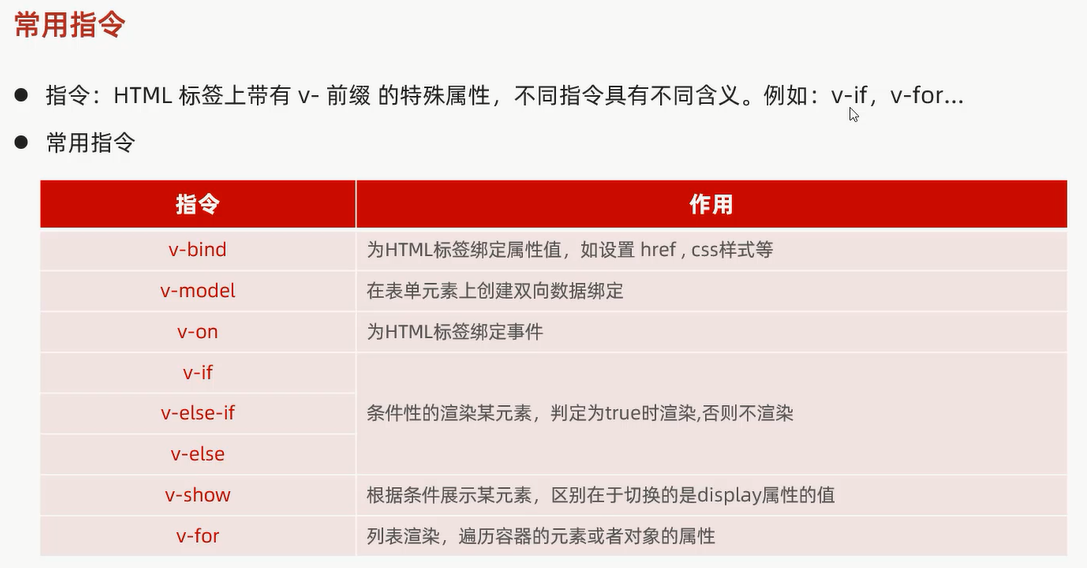 常用指令
指令：HTML 标签上带有 v- 前缀 的特殊属性，不同指令具有不同含义。例如：v-if，v-for…
常用指令
指令 作用
v-bind 为HTML标签绑定属性值，如设置 href , css样式等
v-model 在表单元素上创建双向数据绑定
v-on 为HTML标签绑定事件
v-if
v-else-if 条件性的渲染某元素，判定为true时渲染,否则不渲染
v-else
v-show 根据条件展示某元素，区别在于切换的是display属性的值
v-for 列表渲染，遍历容器的元素或者对象的属性